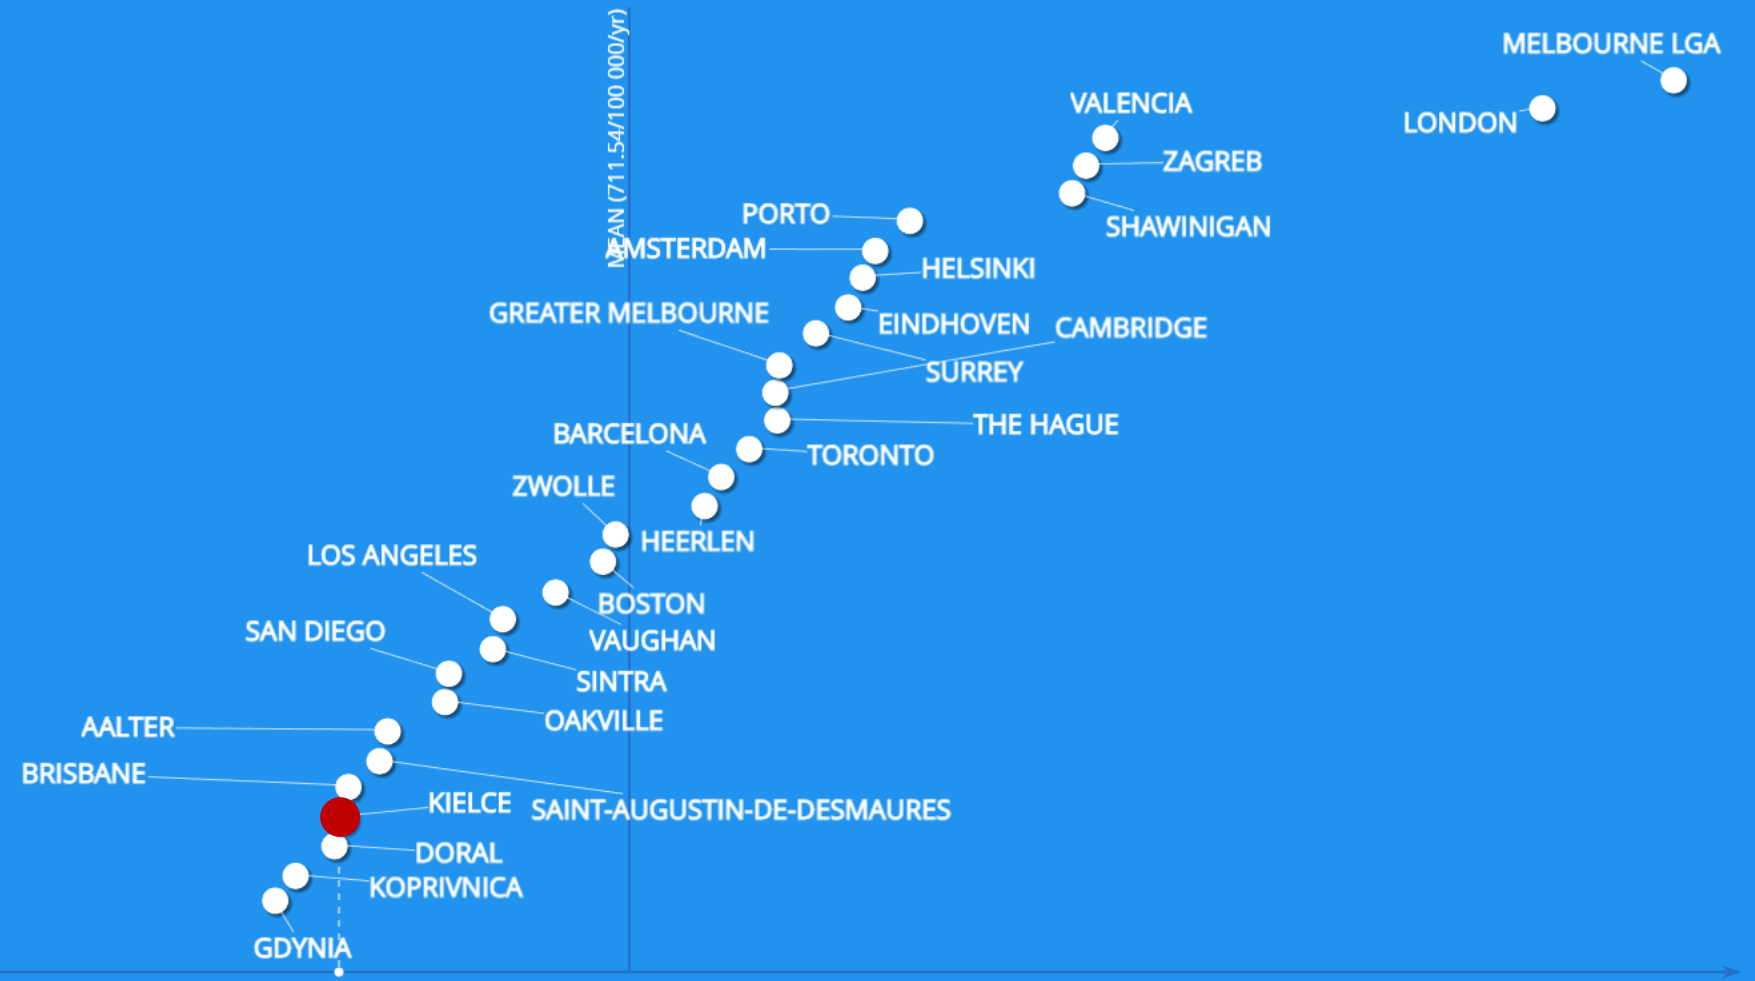 MEAN (711.54/100 000/yr)
MELBOURNE LGA
VALENCIA
LONDON
ZAGREB
PORTO
SHAWINIGAN
AMSTERDAM
HELSINKI
GREATER MELBOURNE
EINDHOVEN
CAMBRIDGE
SURREY
THE HAGUE
BARCELONA
TORONTO
ZWOLLE
HEERLEN
LOS ANGELES
BOSTON
SAN DIEGO
VAUGHAN
SINTRA
OAKVILLE
AALTER
BRISBANE
KIELCE
SAINT-AUGUSTIN-DE-DESMAURES
DORAL
KOPRIVNICA
GDYNIA